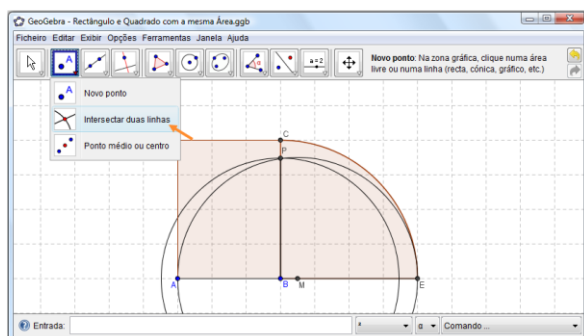 GeoGebra - Rectângulo e Quadrado com a mesma Área.ggb
Ficheiro Editar Exibir Opções Ferramentas Janela Ajuda
A
a=2
Novo ponto: Na zona gráfica, clique numa área
livre ou numa linha (recta, cónica, gráfico, etc.)
A Novo ponto
Intersectar duas linhas
Ponto médio ou centro
C
P
A B M E
Entrada: ² α Comando ...